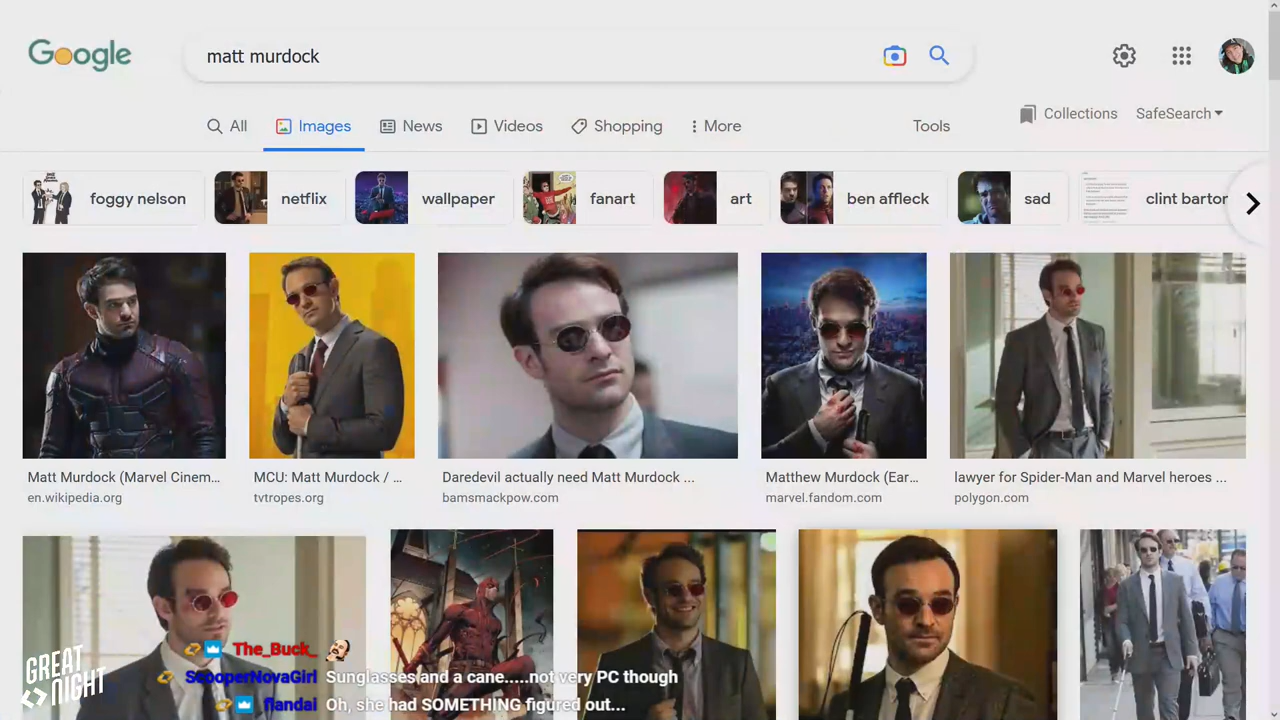 Google
matt murdock
All
Images
News
Videos
Shopping
More
Tools
Collections
SafeSearch
foggy nelson
netflix
wallpaper
fanart
art
ben affleck
sad
clint bartor
Matt Murdock (Marvel Cinem...
en.wikipedia.org
MCU: Matt Murdock / ...
tvtropes.org
Daredevil actually need Matt Murdock ...
bamsmackpow.com
Matthew Murdock (Ear...
marvel.fandom.com
lawyer for Spider-Man and Marvel heroes ...
polygon.com
GREAT
NIGHT
The_Buck_
ScooperNovaGirl Sunglasses and a cane.....not very PC though
flandai Oh, she had SOMETHING figured out...